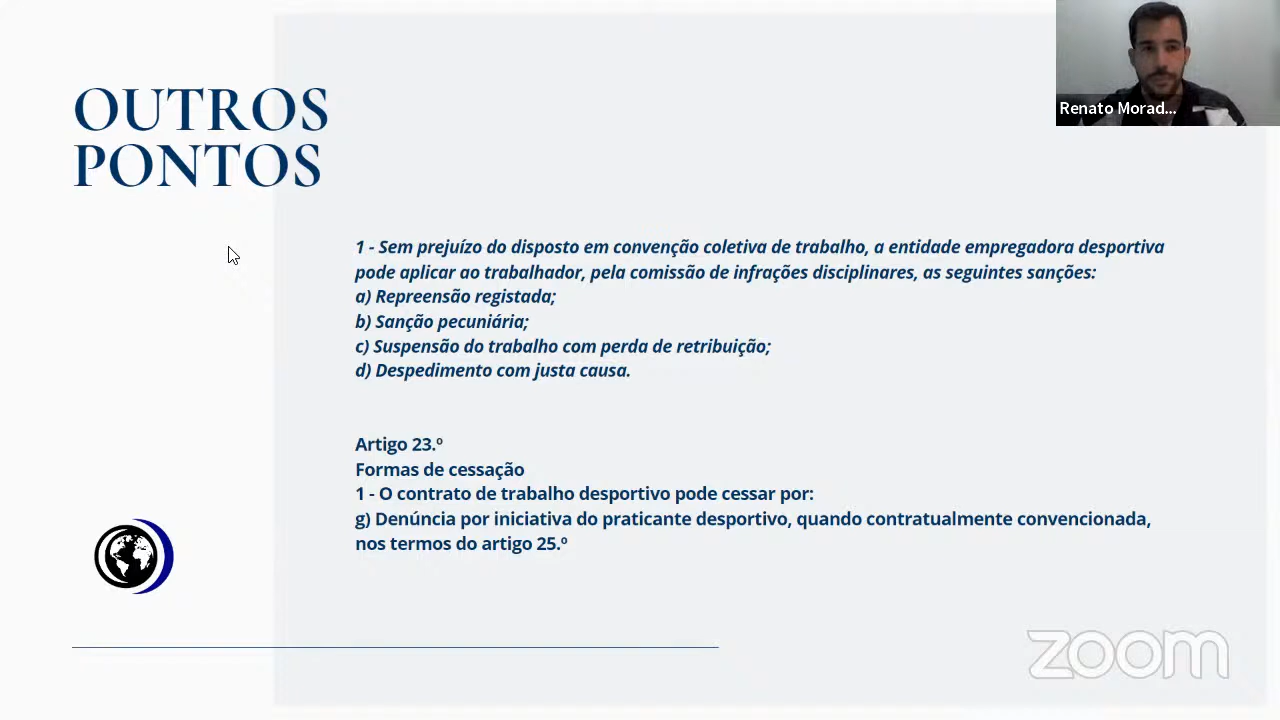 OUTROS
PONTOS
Renato Morad...
1 - Sem prejuízo do disposto em convenção coletiva de trabalho, a entidade empregadora desportiva
pode aplicar ao trabalhador, pela comissão de infrações disciplinares, as seguintes sanções:
a) Repreensão registada;
b) Sanção pecuniária;
c) Suspensão do trabalho com perda de retribuição;
d) Despedimento com justa causa.
Artigo 23.º
Formas de cessação
1 - O contrato de trabalho desportivo pode cessar por:
g) Denúncia por iniciativa do praticante desportivo, quando contratualmente convencionada,
nos termos do artigo 25.º
zoom